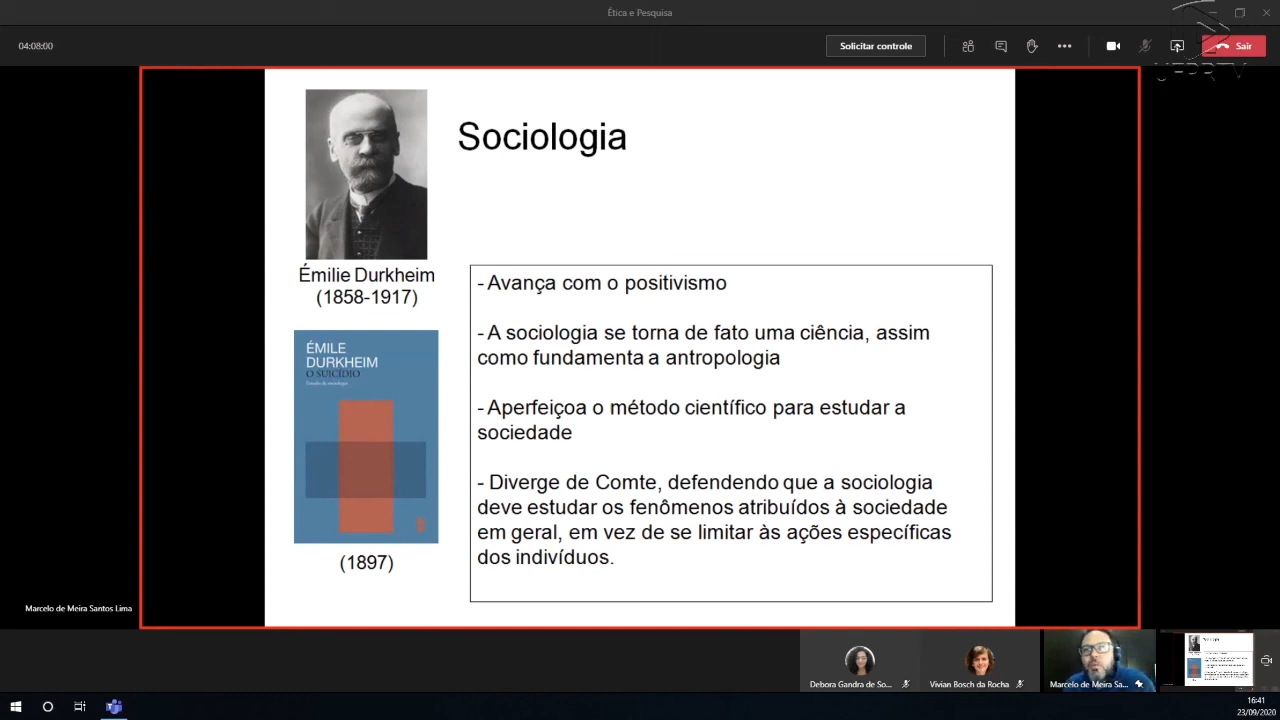 Ética e Pesquisa
04:08:00
Solicitar controle
Sair
Sociologia
Émilie Durkheim
(1858-1917)
ÉMILE
DURKHEIM
O SUICÍDIO
Estudo de sociologia
(1897)
- Avança com o positivismo
- A sociologia se torna de fato uma ciência, assim
como fundamenta a antropologia
- Aperfeiçoa o método científico para estudar a
sociedade
- Diverge de Comte, defendendo que a sociologia
deve estudar os fenômenos atribuídos à sociedade
em geral, em vez de se limitar às ações específicas
dos indivíduos.
Marcelo de Meira Santos Lima
Debora Gandra de So...
Vivian Bosch da Rocha
Marcelo de Meira Sa...
16:41
23/09/2020